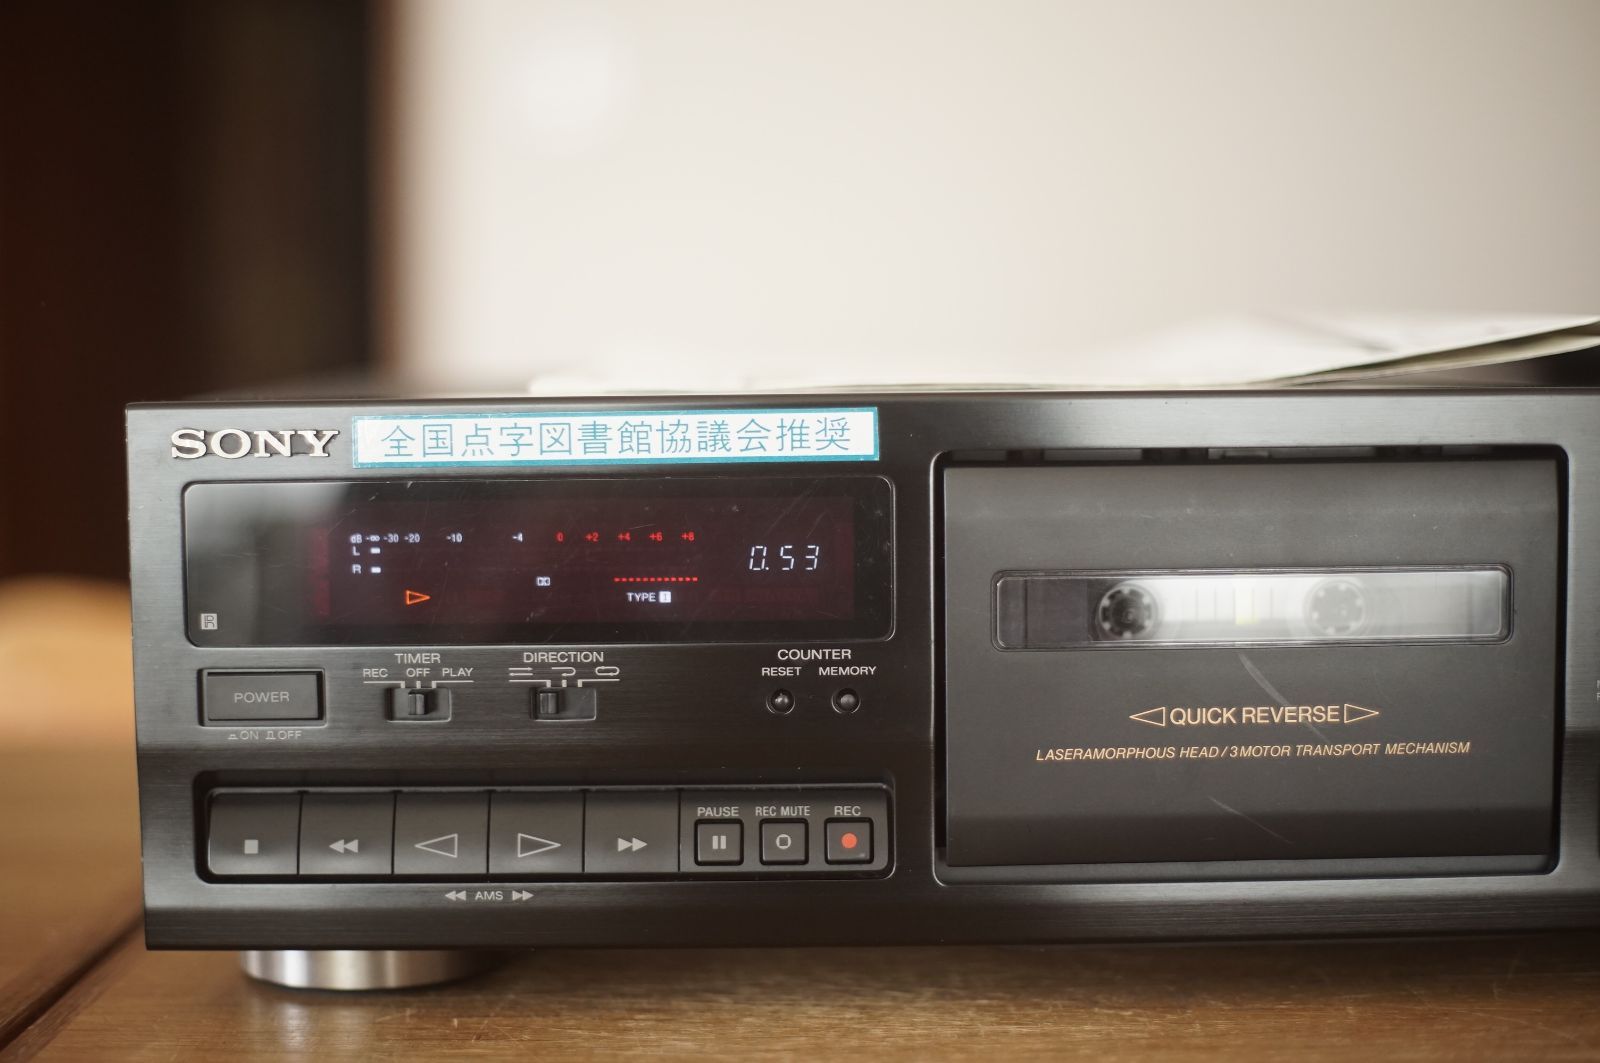 SONY
全国点字図書館協議会推奨
dB -∞ -30 -20 -10 -4 0 +2 +4 +6 +8
L
R
0.53
TYPE I
TIMER
REC OFF PLAY
DIRECTION
COUNTER
RESET MEMORY
POWER
ON OFF
QUICK REVERSE
LASERAMORPHOUS HEAD / 3 MOTOR TRANSPORT MECHANISM
PAUSE REC MUTE REC
AMS